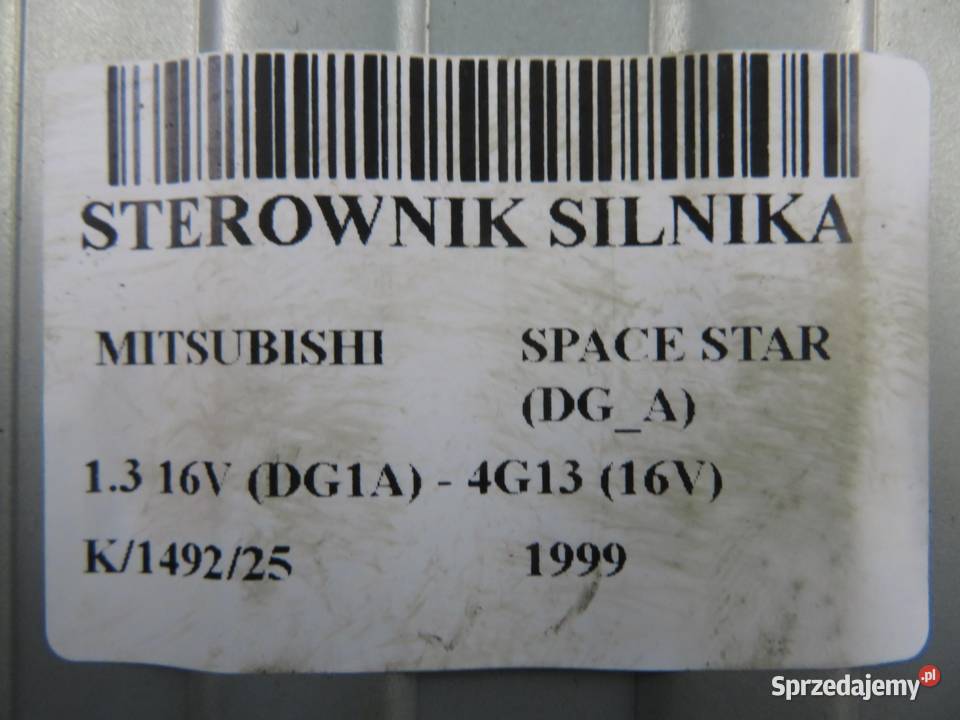 STEROWNIK SILNIKA
MITSUBISHI SPACE STAR
(DG_A)
1.3 16V (DG1A) - 4G13 (16V)
K/1492/25 1999
Sprzedajemy.pl